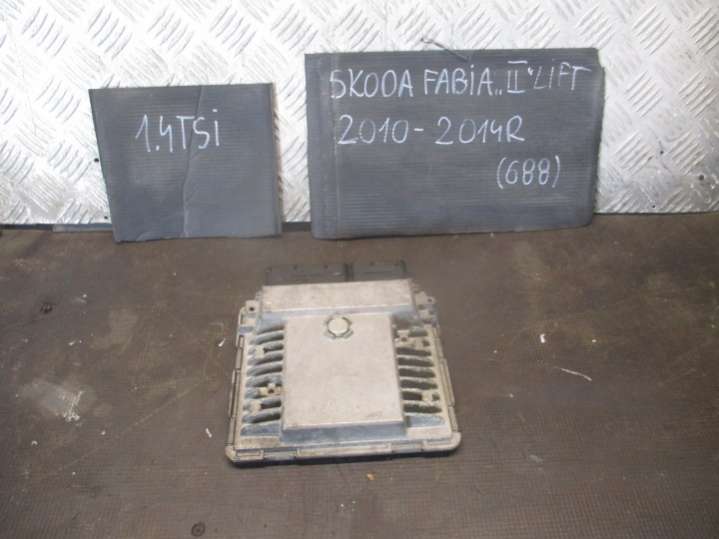 1.4TSi
SKODA FABiA „II" LIFT
2010-2014R
(688)